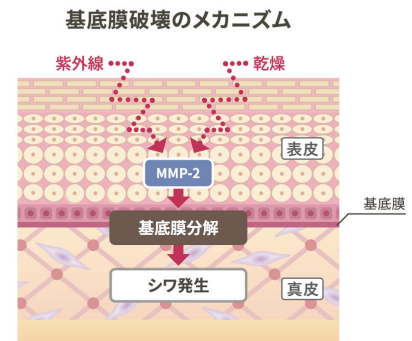 基底膜破壊のメカニズム
紫外線
乾燥
表皮
MMP-2
基底膜
基底膜分解
シワ発生
真皮